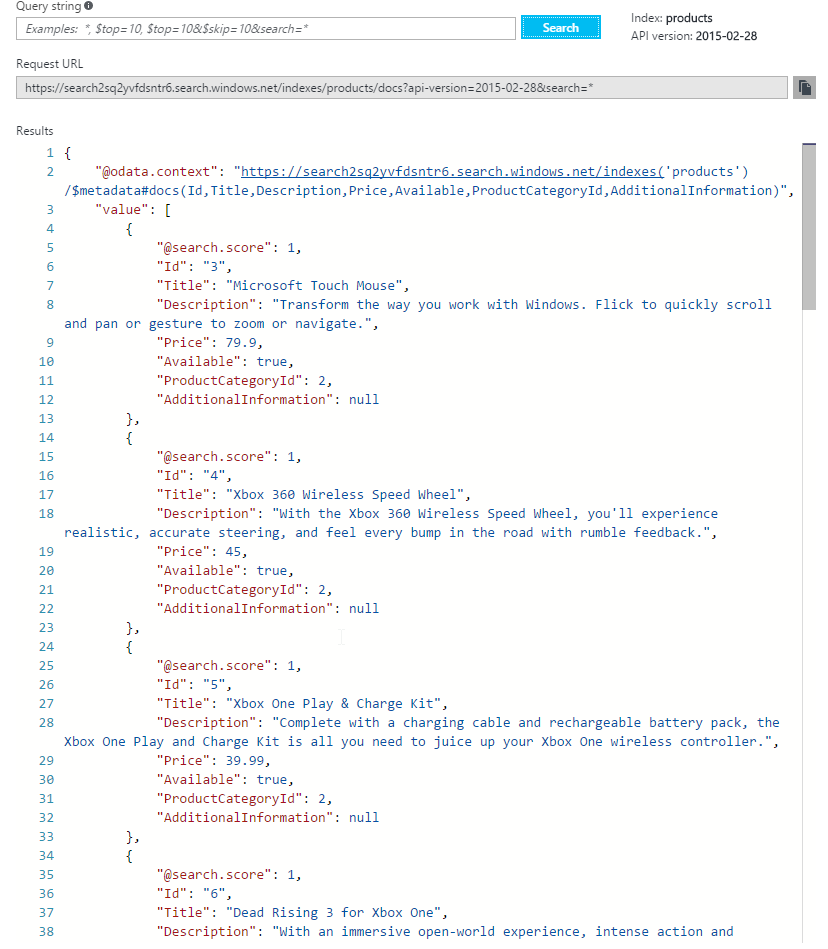 Query string
Examples: *, $top=10, $top=10&$skip=10&search=*
Search
Index: products
API version: 2015-02-28
Request URL
https://search2sq2yvfdsntr6.search.windows.net/indexes/products/docs?api-version=2015-02-28&search=*
Results
1 {
2 "@odata.context": "https://search2sq2yvfdsntr6.search.windows.net/indexes('products')
/$metadata#docs(Id,Title,Description,Price,Available,ProductCategoryId,AdditionalInformation)",
3 "value": [
4 {
5 "@search.score": 1,
6 "Id": "3",
7 "Title": "Microsoft Touch Mouse",
8 "Description": "Transform the way you work with Windows. Flick to quickly scroll
and pan or gesture to zoom or navigate.",
9 "Price": 79.9,
10 "Available": true,
11 "ProductCategoryId": 2,
12 "AdditionalInformation": null
13 },
14 {
15 "@search.score": 1,
16 "Id": "4",
17 "Title": "Xbox 360 Wireless Speed Wheel",
18 "Description": "With the Xbox 360 Wireless Speed Wheel, you'll experience
realistic, accurate steering, and feel every bump in the road with rumble feedback.",
19 "Price": 45,
20 "Available": true,
21 "ProductCategoryId": 2,
22 "AdditionalInformation": null
23 },
24 {
25 "@search.score": 1,
26 "Id": "5",
27 "Title": "Xbox One Play & Charge Kit",
28 "Description": "Complete with a charging cable and rechargeable battery pack, the
Xbox One Play and Charge Kit is all you need to juice up your Xbox One wireless controller.",
29 "Price": 39.99,
30 "Available": true,
31 "ProductCategoryId": 2,
32 "AdditionalInformation": null
33 },
34 {
35 "@search.score": 1,
36 "Id": "6",
37 "Title": "Dead Rising 3 for Xbox One",
38 "Description": "With an immersive open-world experience, intense action and